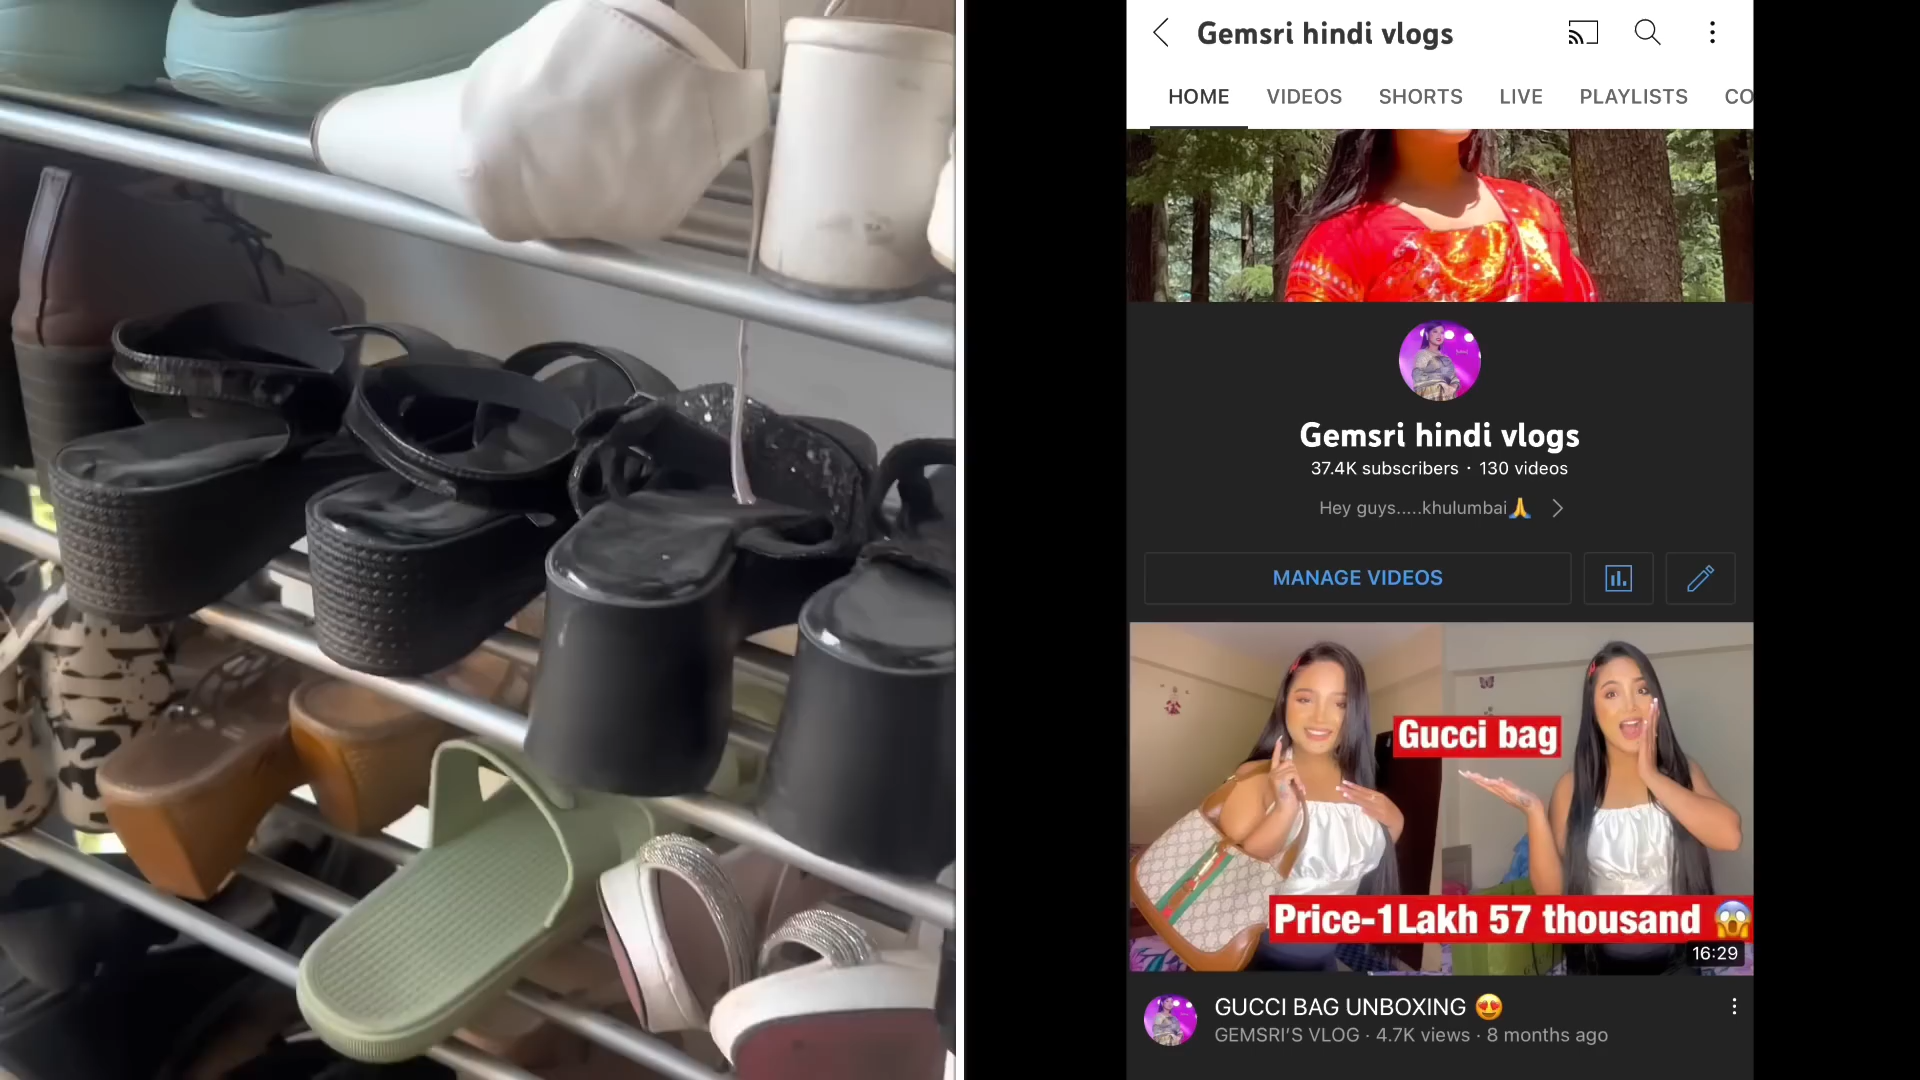 Gemsri hindi vlogs
HOME VIDEOS SHORTS LIVE PLAYLISTS CO
Gemsri hindi vlogs
37.4K subscribers · 130 videos
Hey guys.....khulumbai🙏
MANAGE VIDEOS
Gucci bag
Price-1Lakh 57 thousand 😱
16:29
GUCCI BAG UNBOXING 😍
GEMSRI'S VLOG · 4.7K views · 8 months ago